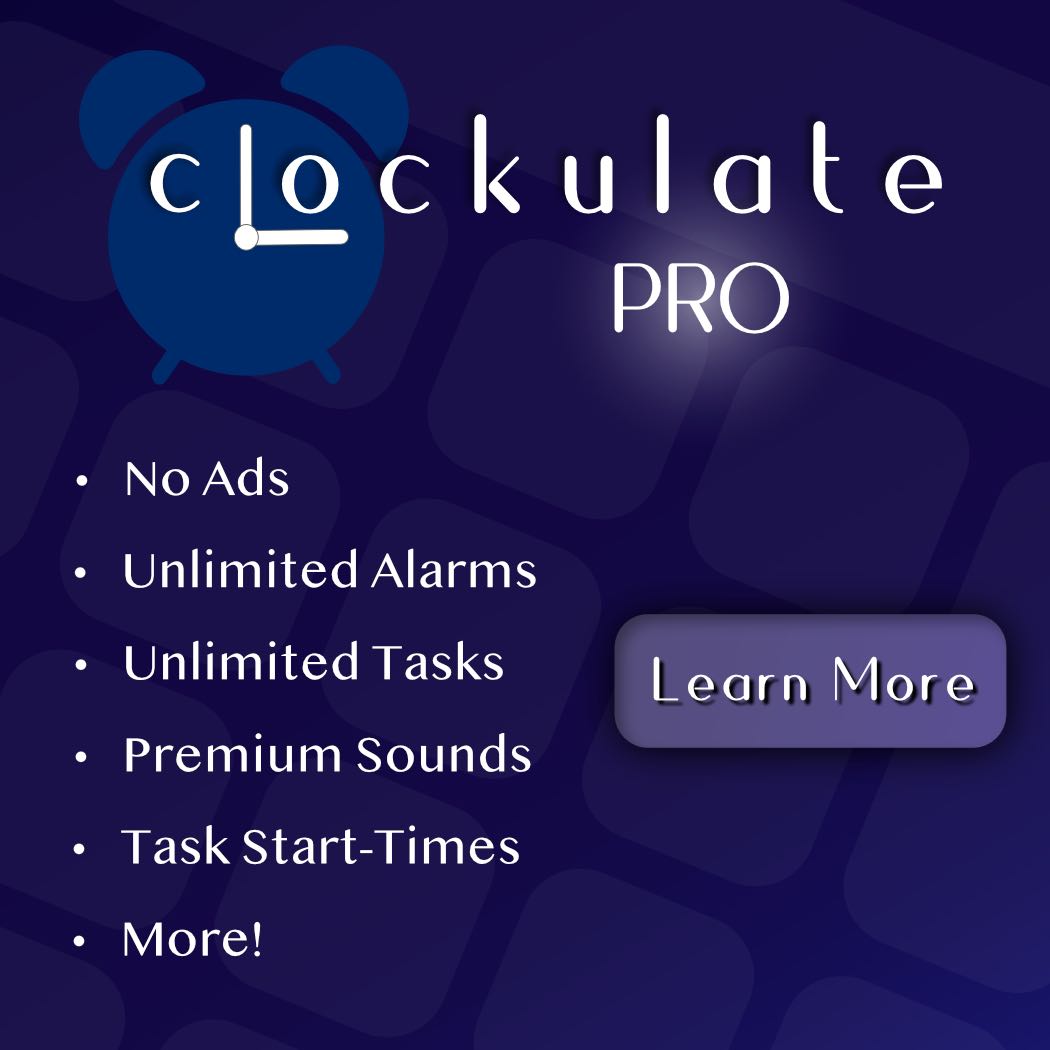 clockulate
PRO
• No Ads
• Unlimited Alarms
• Unlimited Tasks
• Premium Sounds
Learn More
• Task Start-Times
• More!